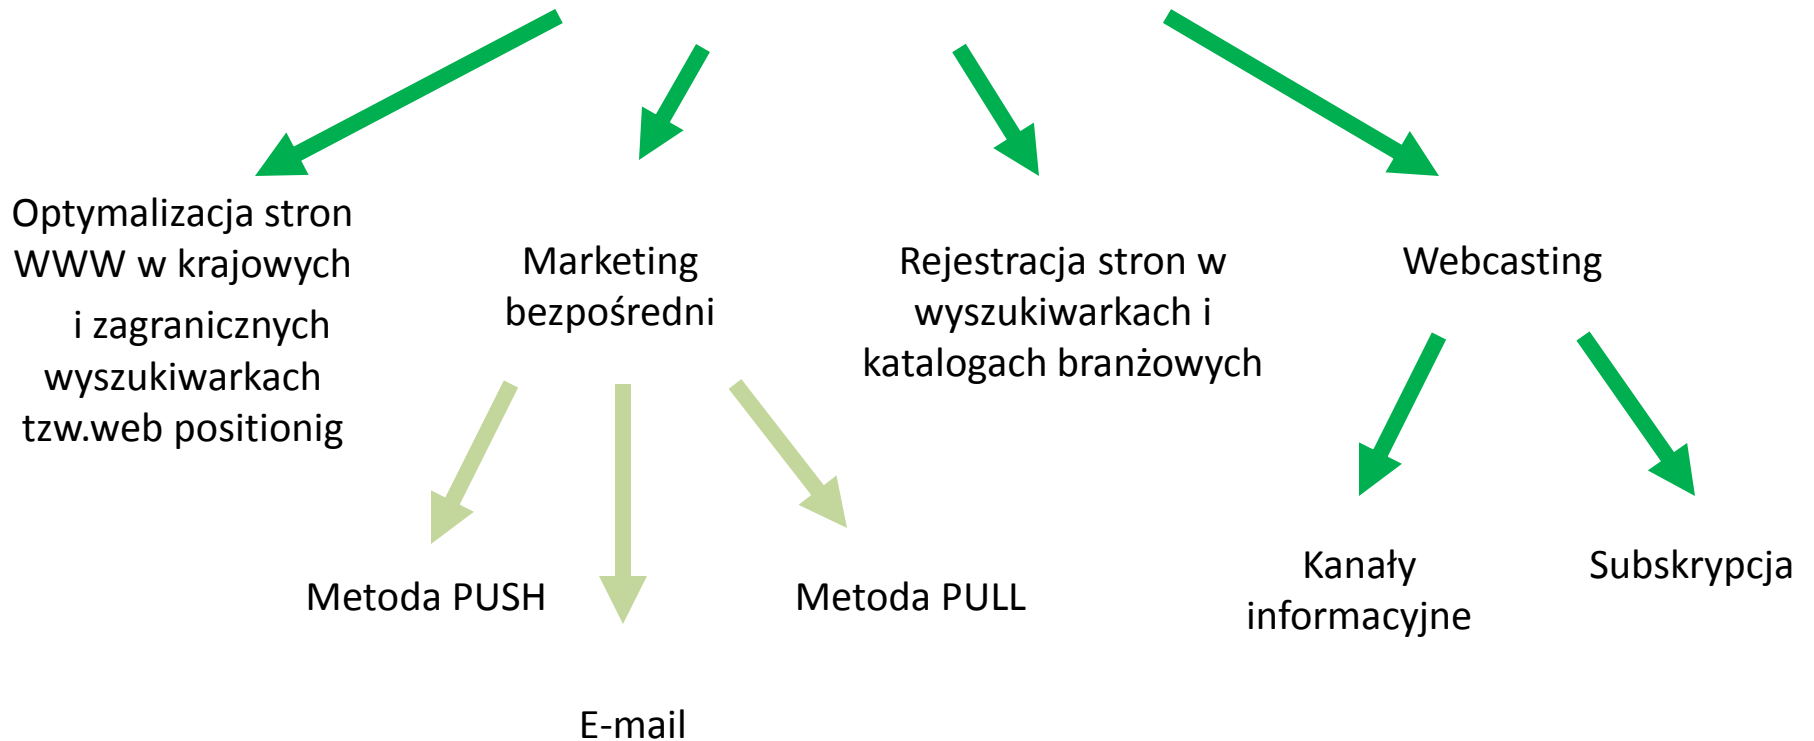 Optymalizacja stron
WWW w krajowych
i zagranicznych
wyszukiwarkach
tzw.web positionig
Marketing
bezpośredni
Rejestracja stron w
wyszukiwarkach i
katalogach branżowych
Webcasting
Metoda PUSH
E-mail
Metoda PULL
Kanały
informacyjne
Subskrypcja